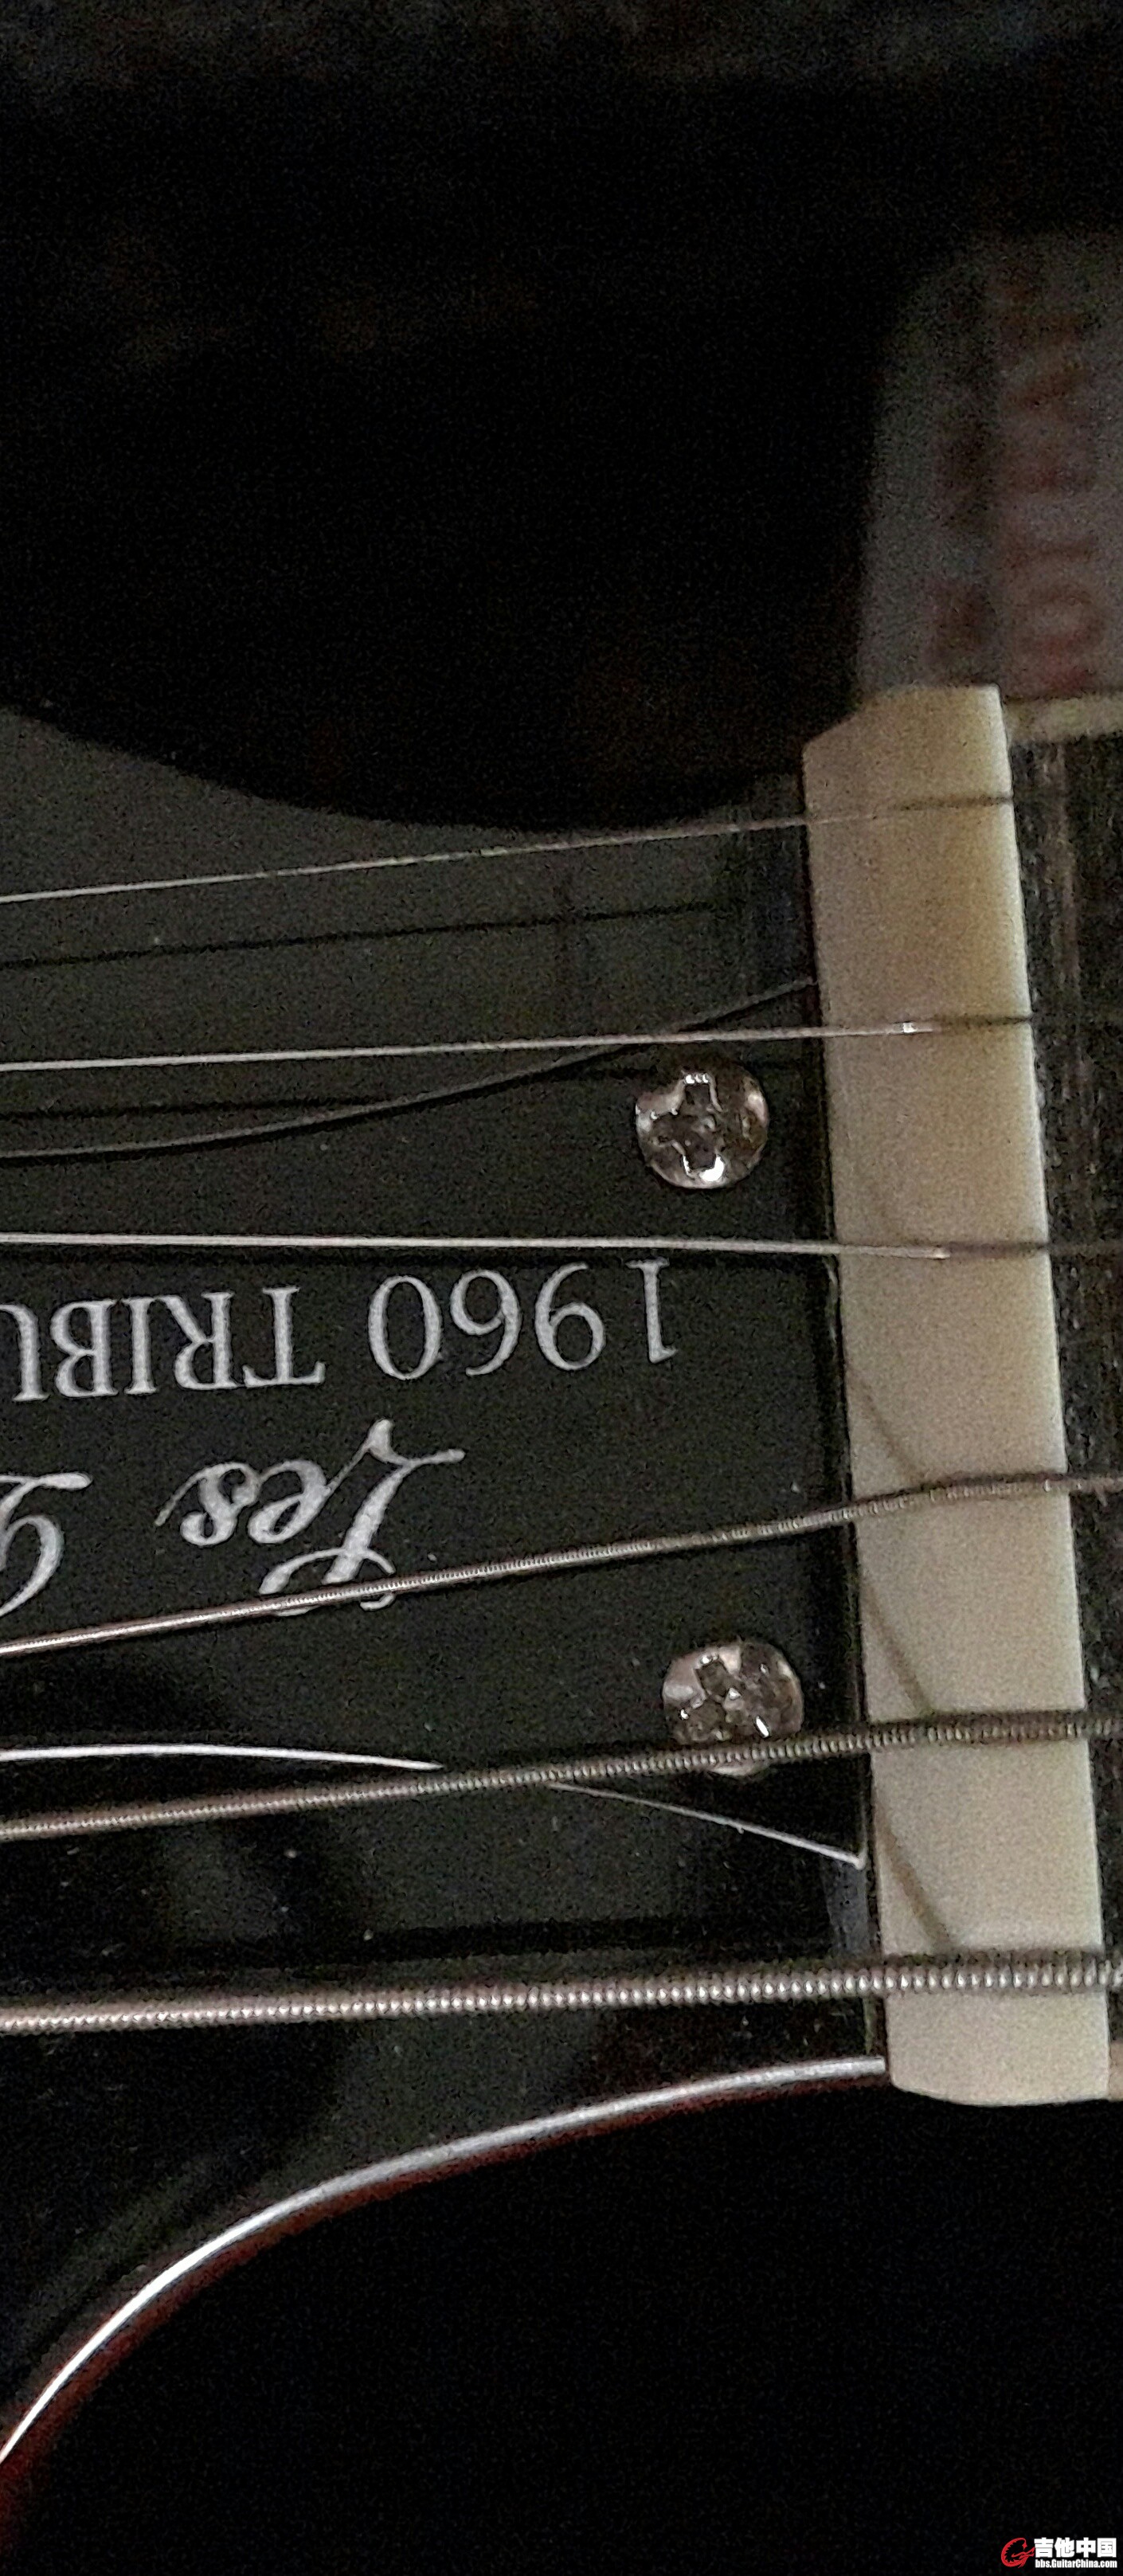 Les
1960 TRIBU
吉他中国
bbs.GuitarChina.com